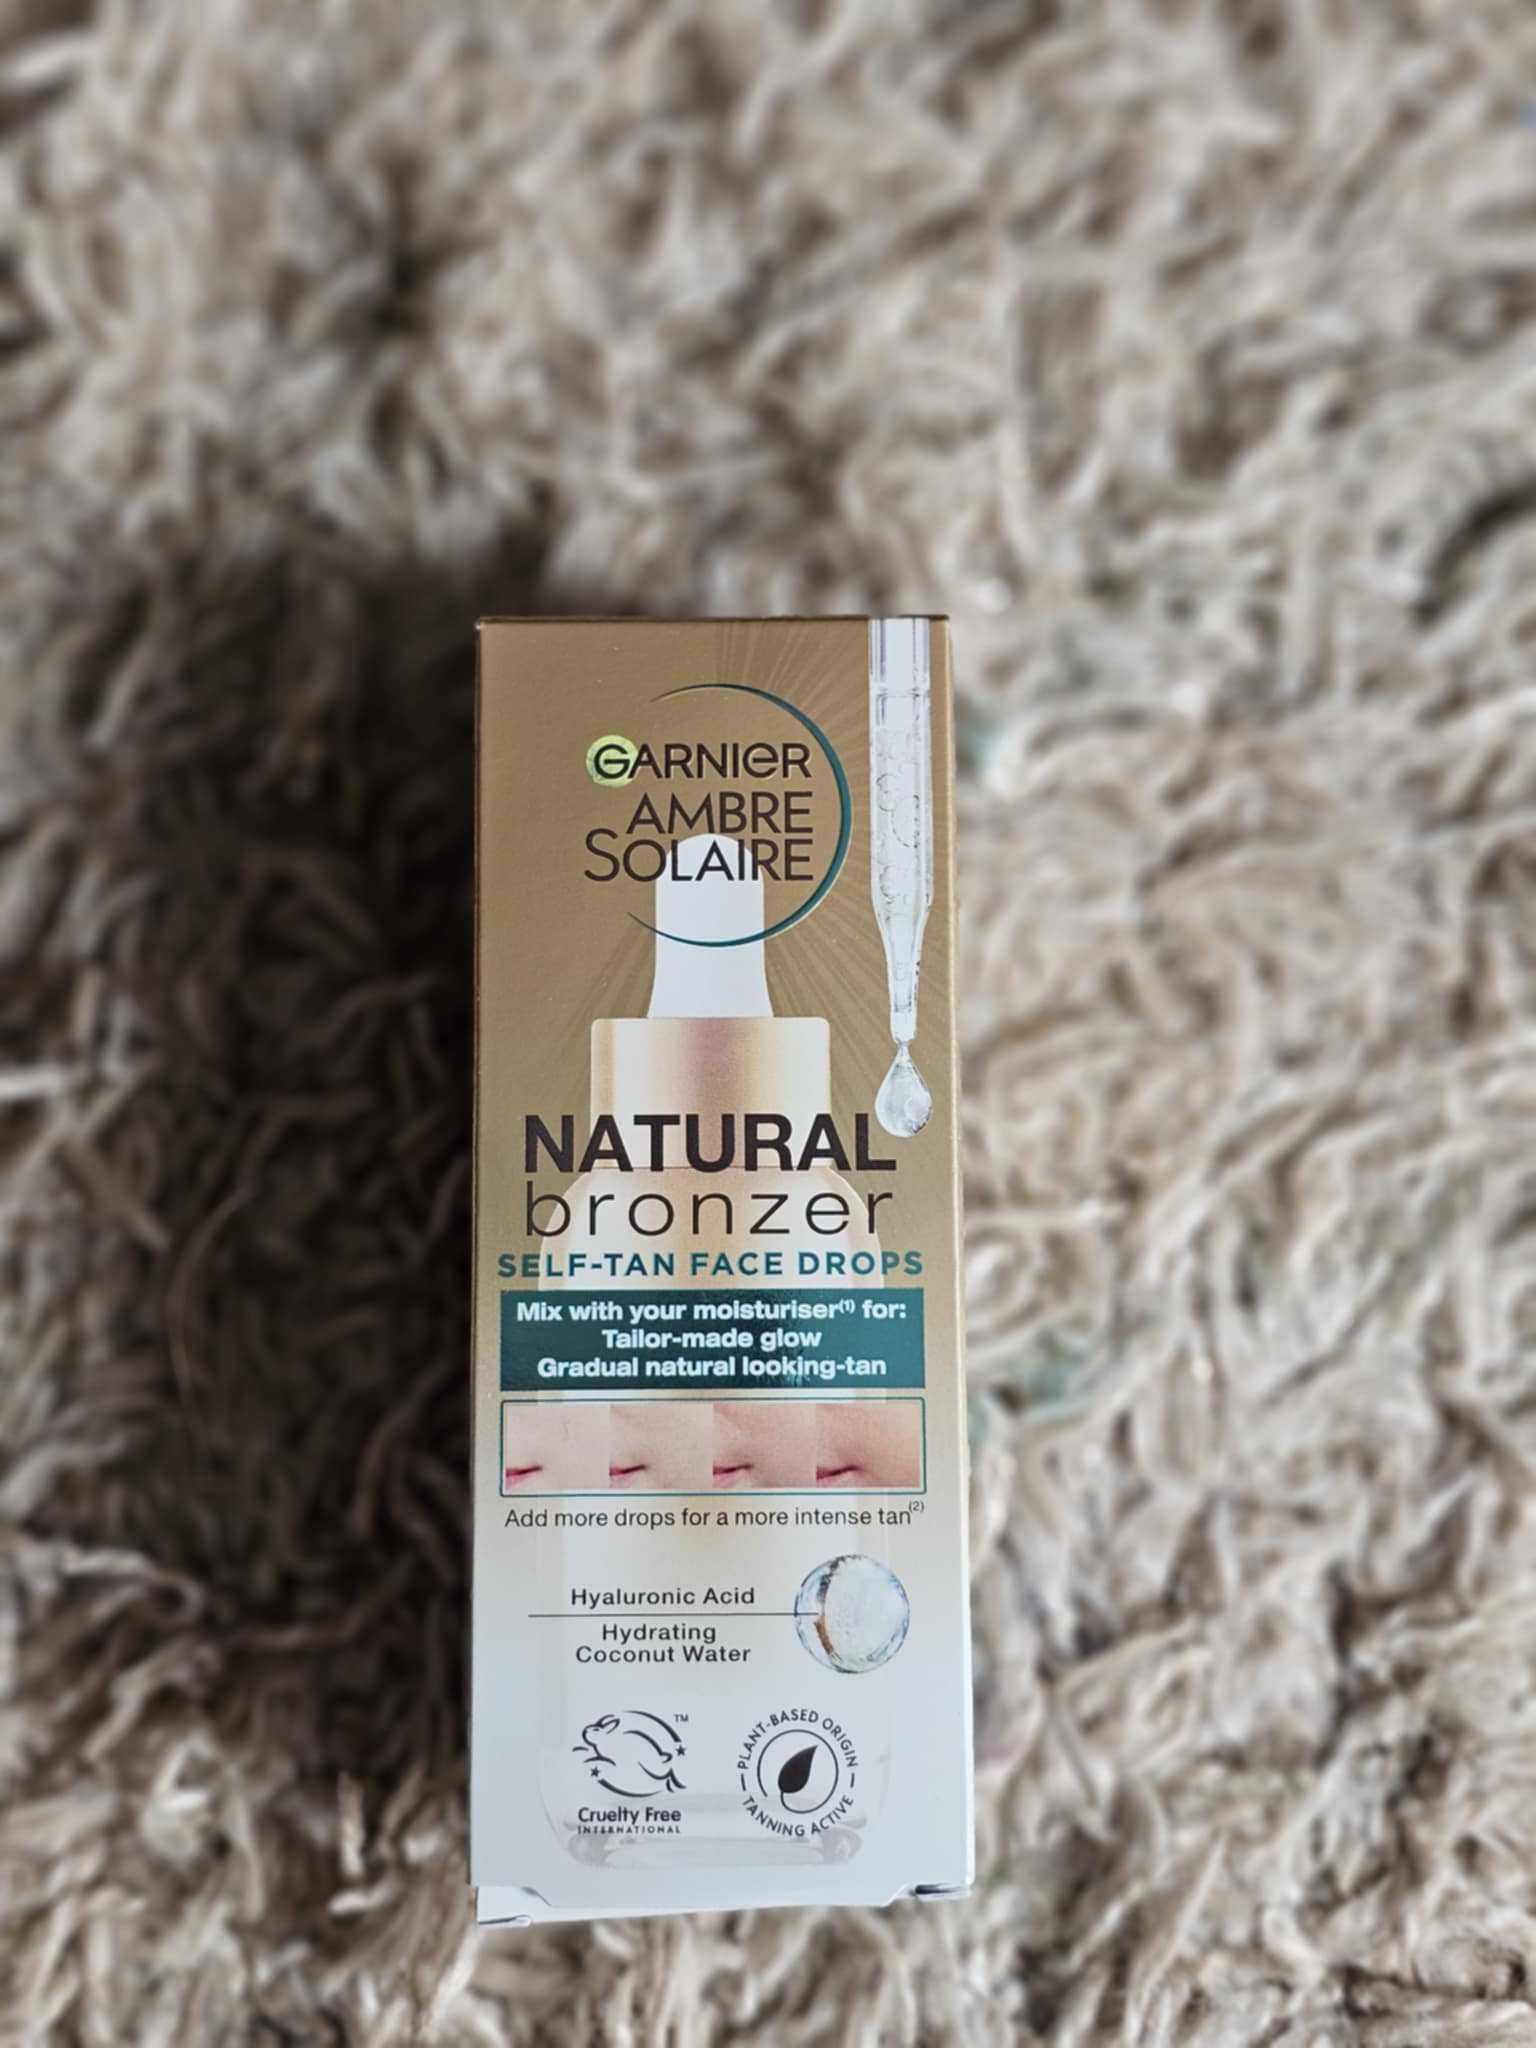 GARNIER
AMBRE
SOLAIRE
NATURAL
bronzer
SELF-TAN FACE DROPS
Mix with your moisturiser(1) for:
Tailor-made glow
Gradual natural looking-tan
Add more drops for a more intense tan(2)
Hyaluronic Acid
Hydrating
Coconut Water
TM
Cruelty Free
INTERNATIONAL
PLANT-BASED ORIGIN
TANNING ACTIVE